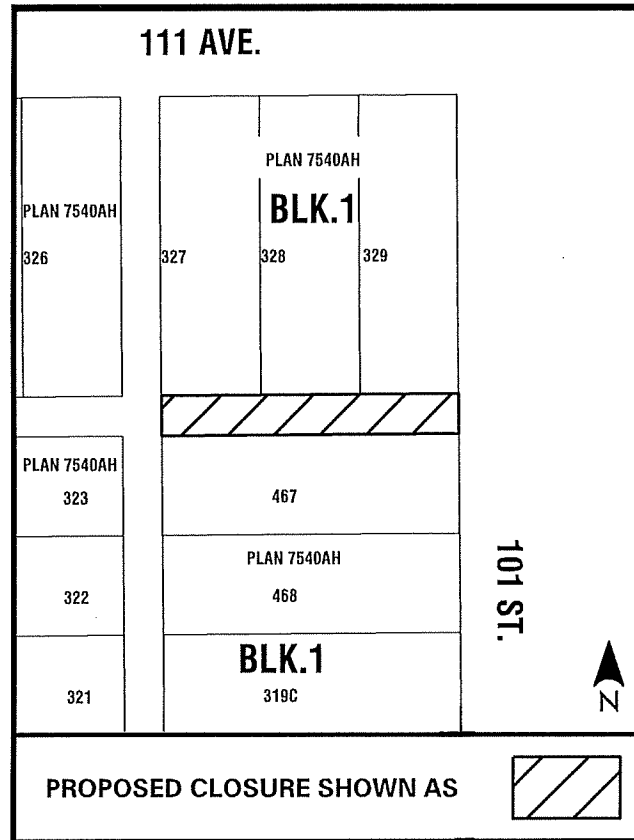 111 AVE.
PLAN 7540AH
BLK.1
PLAN 7540AH
326
327
328
329
PLAN 7540AH
323
467
PLAN 7540AH
322
468
101 ST.
BLK.1
321
319C
N
PROPOSED CLOSURE SHOWN AS